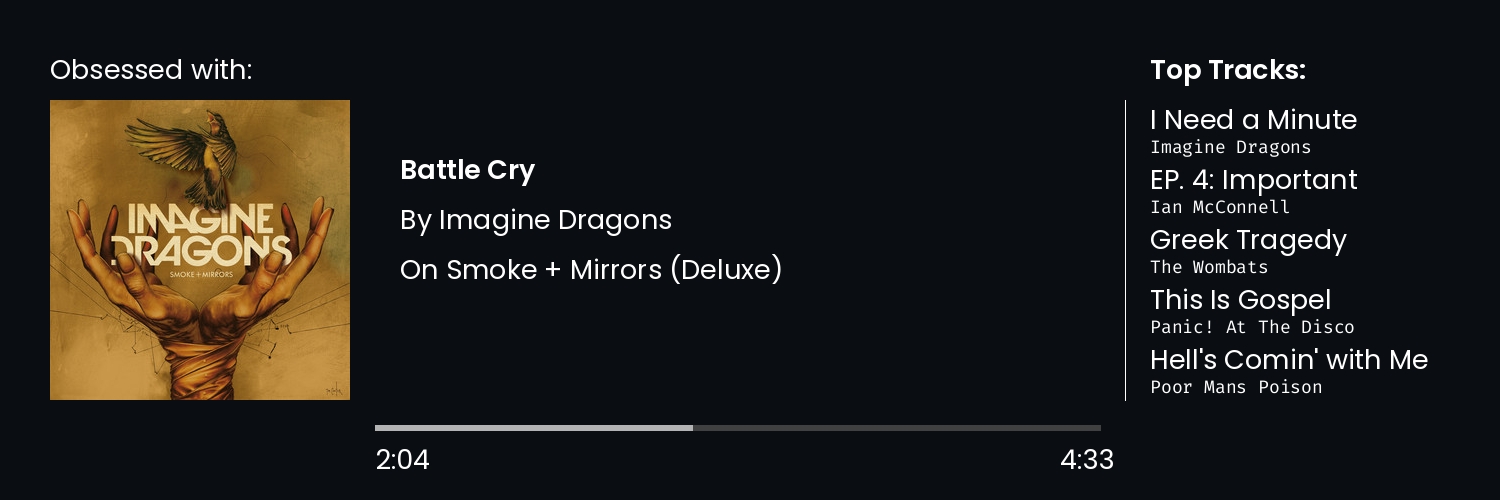 Obsessed with:
IMAGINE
DRAGONS
SMOKE + MIRRORS
Battle Cry
By Imagine Dragons
On Smoke + Mirrors (Deluxe)
2:04
4:33
Top Tracks:
I Need a Minute
Imagine Dragons
EP. 4: Important
Ian McConnell
Greek Tragedy
The Wombats
This Is Gospel
Panic! At The Disco
Hell's Comin' with Me
Poor Mans Poison